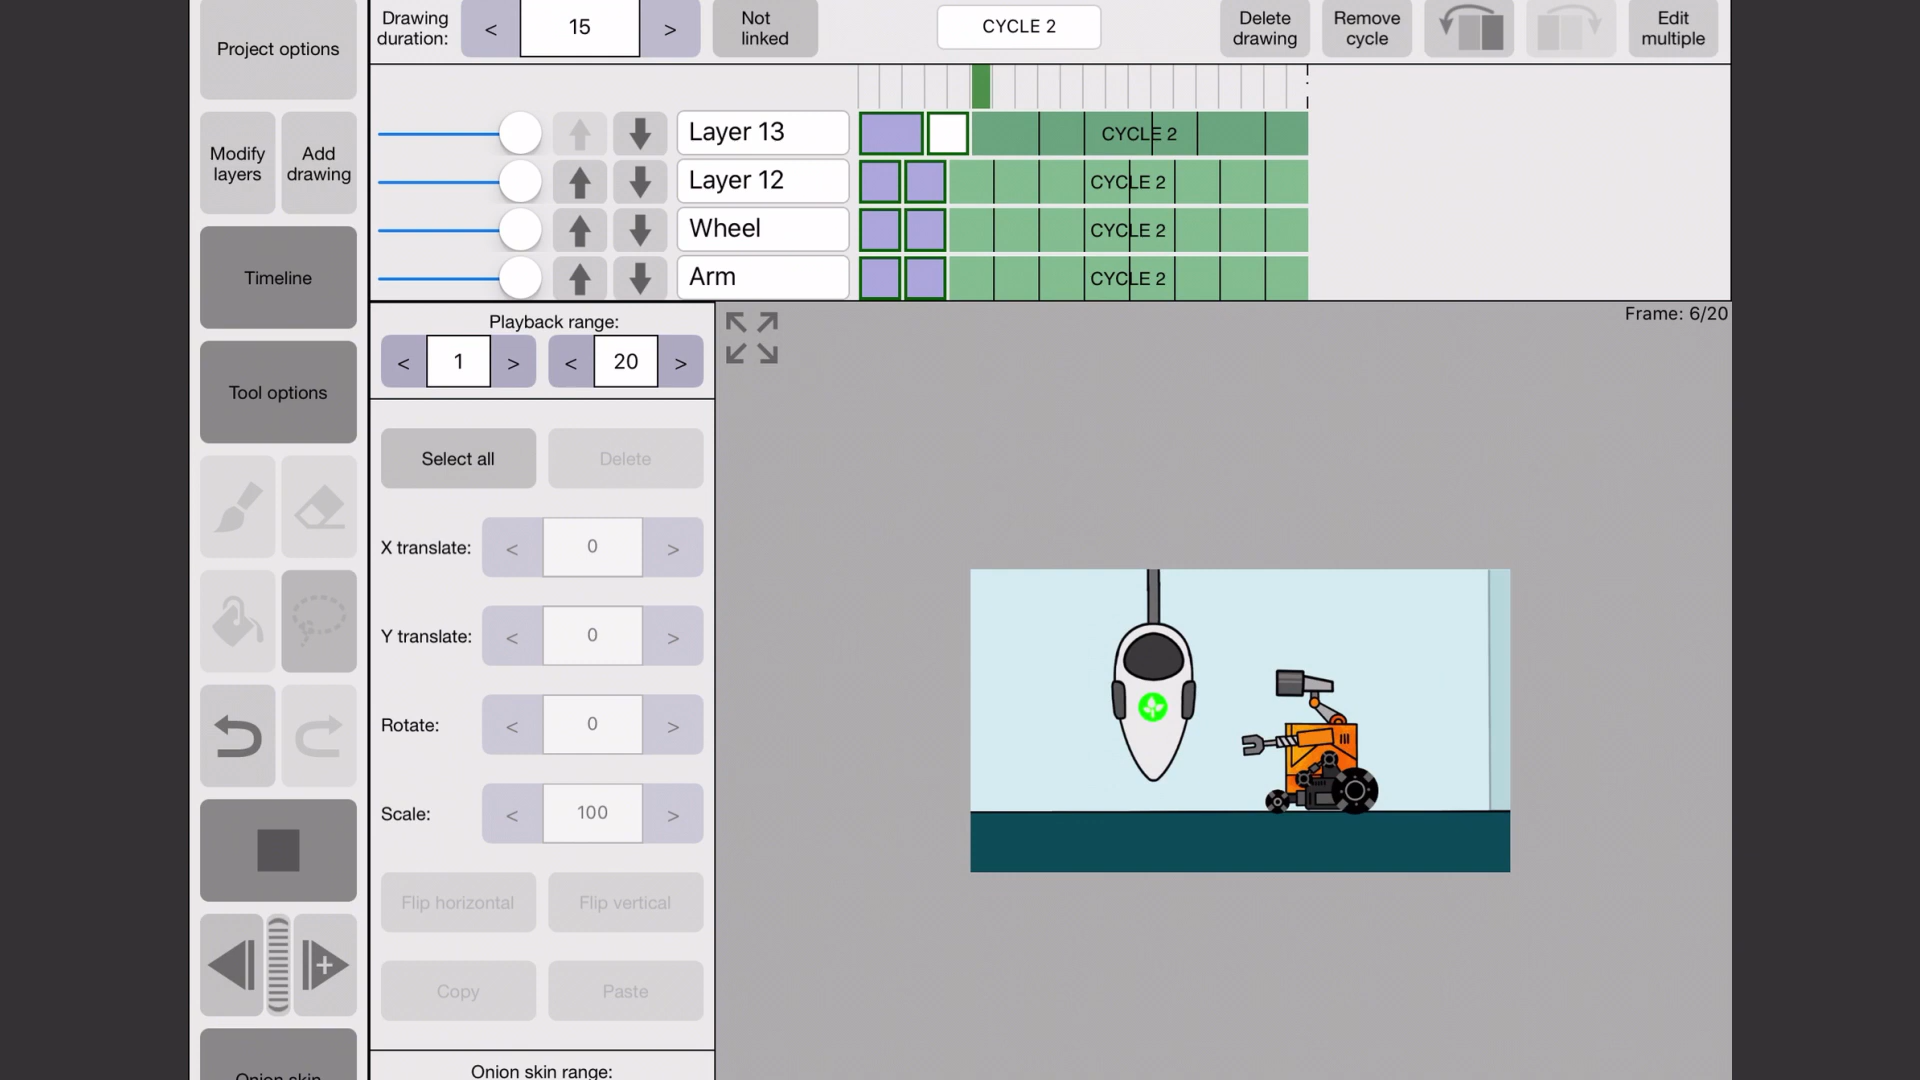 Project options
Drawing
duration:
<
15
>
Not
linked
CYCLE 2
Delete
drawing
Remove
cycle
Edit
multiple
Modify
layers
Add
drawing
Layer 13
CYCLE 2
Layer 12
CYCLE 2
Wheel
CYCLE 2
Arm
CYCLE 2
Timeline
Tool options
Playback range:
<
1
>
<
20
>
Frame: 6/20
Select all
Delete
X translate:
<
0
>
Y translate:
<
0
>
Rotate:
<
0
>
Scale:
<
100
>
Flip horizontal
Flip vertical
Copy
Paste
Onion skin
Onion skin range: